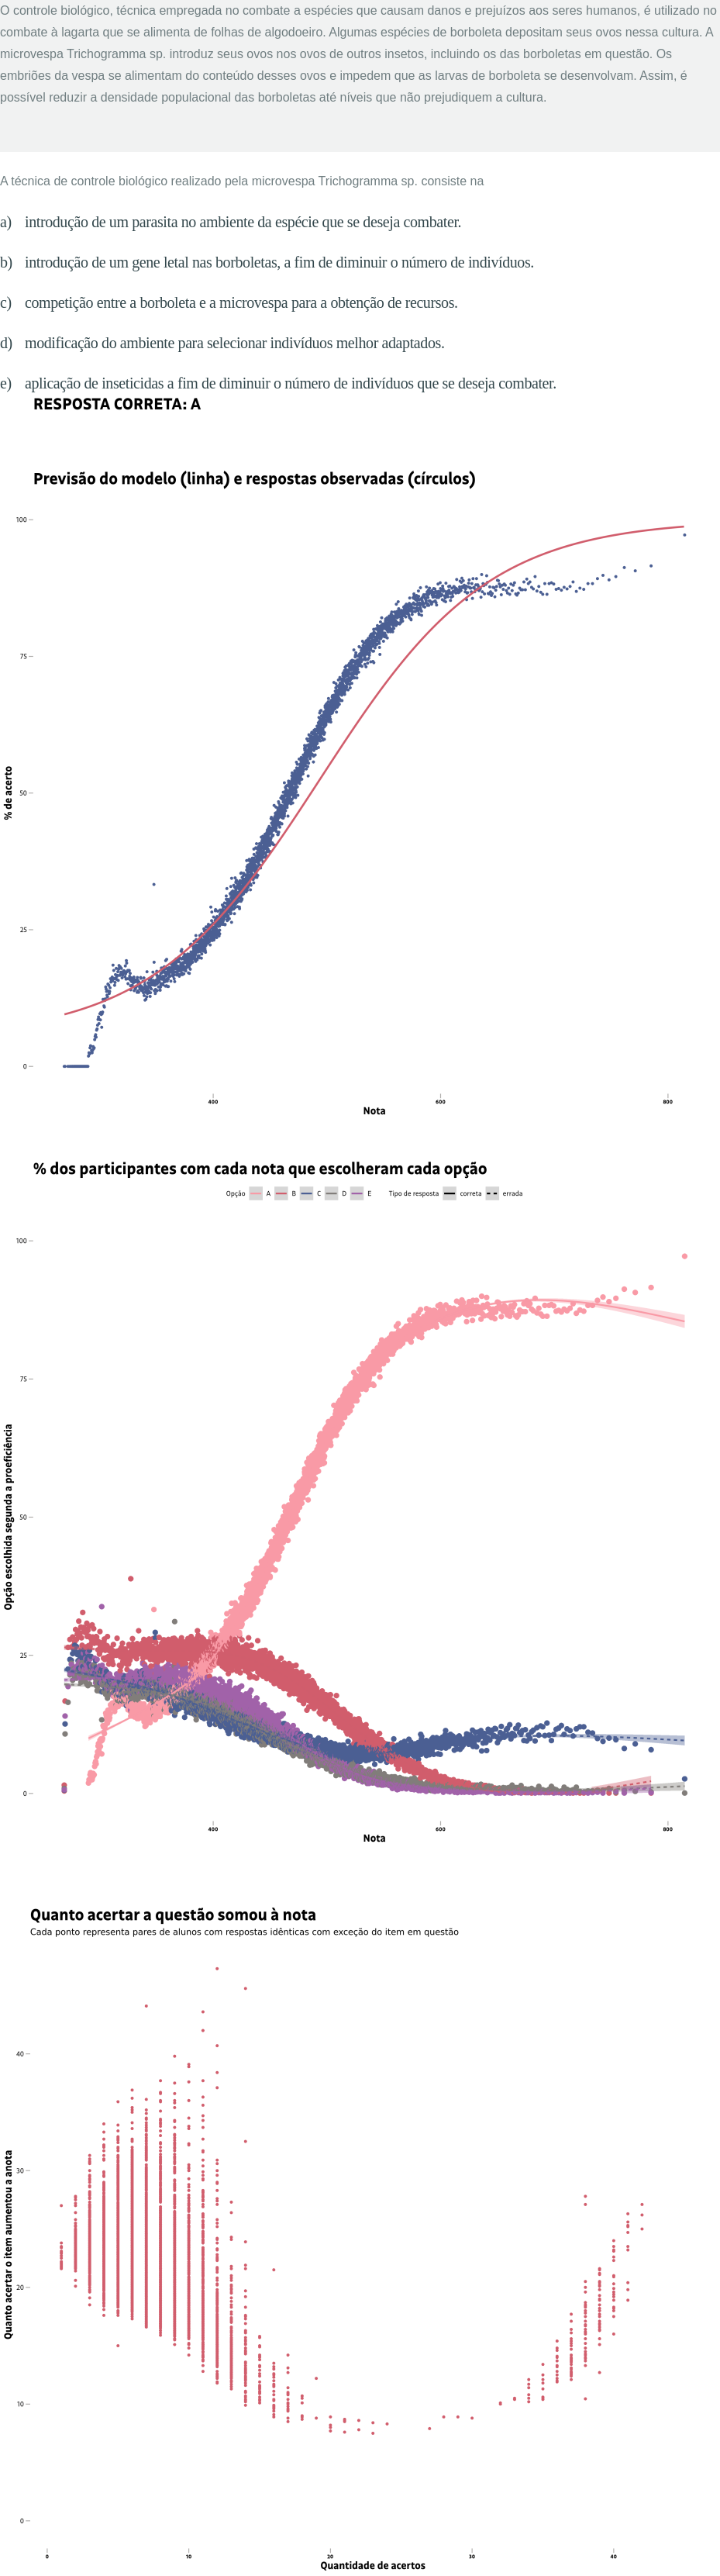 O controle biológico, técnica empregada no combate a espécies que causam danos e prejuízos aos seres humanos, é utilizado no
combate à lagarta que se alimenta de folhas de algodoeiro. Algumas espécies de borboleta depositam seus ovos nessa cultura. A
microvespa Trichogramma sp. introduz seus ovos nos ovos de outros insetos, incluindo os das borboletas em questão. Os
embriões da vespa se alimentam do conteúdo desses ovos e impedem que as larvas de borboleta se desenvolvam. Assim, é
possível reduzir a densidade populacional das borboletas até níveis que não prejudiquem a cultura.
A técnica de controle biológico realizado pela microvespa Trichogramma sp. consiste na
a) introdução de um parasita no ambiente da espécie que se deseja combater.
b) introdução de um gene letal nas borboletas, a fim de diminuir o número de indivíduos.
c) competição entre a borboleta e a microvespa para a obtenção de recursos.
d) modificação do ambiente para selecionar indivíduos melhor adaptados.
e) aplicação de inseticidas a fim de diminuir o número de indivíduos que se deseja combater.
RESPOSTA CORRETA: A
Previsão do modelo (linha) e respostas observadas (círculos)
100
75
% de acerto
50
25
0
400 600 800
Nota
% dos participantes com cada nota que escolheram cada opção
Opção A B C D E Tipo de resposta correta errada
100
75
Opção escolhida segunda a proeficiência
50
25
0
400 600 800
Nota
Quanto acertar a questão somou à nota
Cada ponto representa pares de alunos com respostas idênticas com exceção do item em questão
40
30
Quanto acertar o item aumentou a anota
20
10
0
0 10 20 30 40
Quantidade de acertos